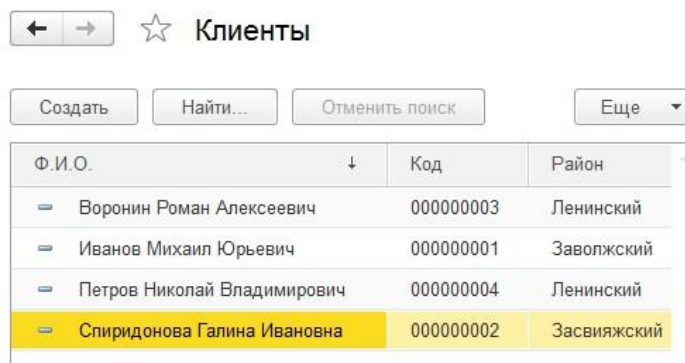 Клиенты
Создать Найти... Отменить поиск Еще
Ф.И.О. Код Район
Воронин Роман Алексеевич 000000003 Ленинский
Иванов Михаил Юрьевич 000000001 Заволжский
Петров Николай Владимирович 000000004 Ленинский
Спиридонова Галина Ивановна 000000002 Засвияжский